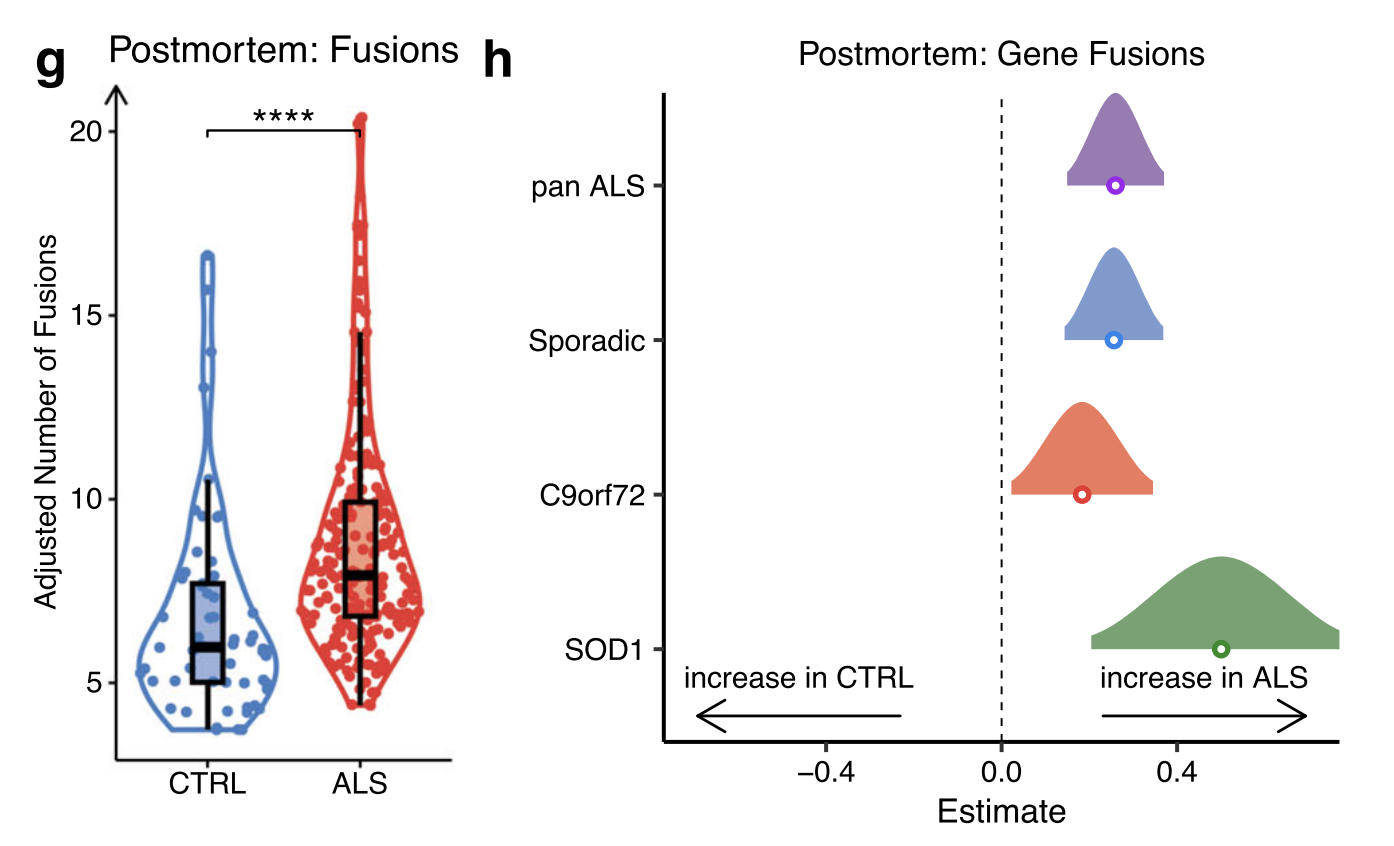 g
Postmortem: Fusions
Adjusted Number of Fusions
20
15
10
5
****
CTRL
ALS
h
Postmortem: Gene Fusions
pan ALS
Sporadic
C9orf72
SOD1
increase in CTRL
increase in ALS
−0.4
0.0
0.4
Estimate